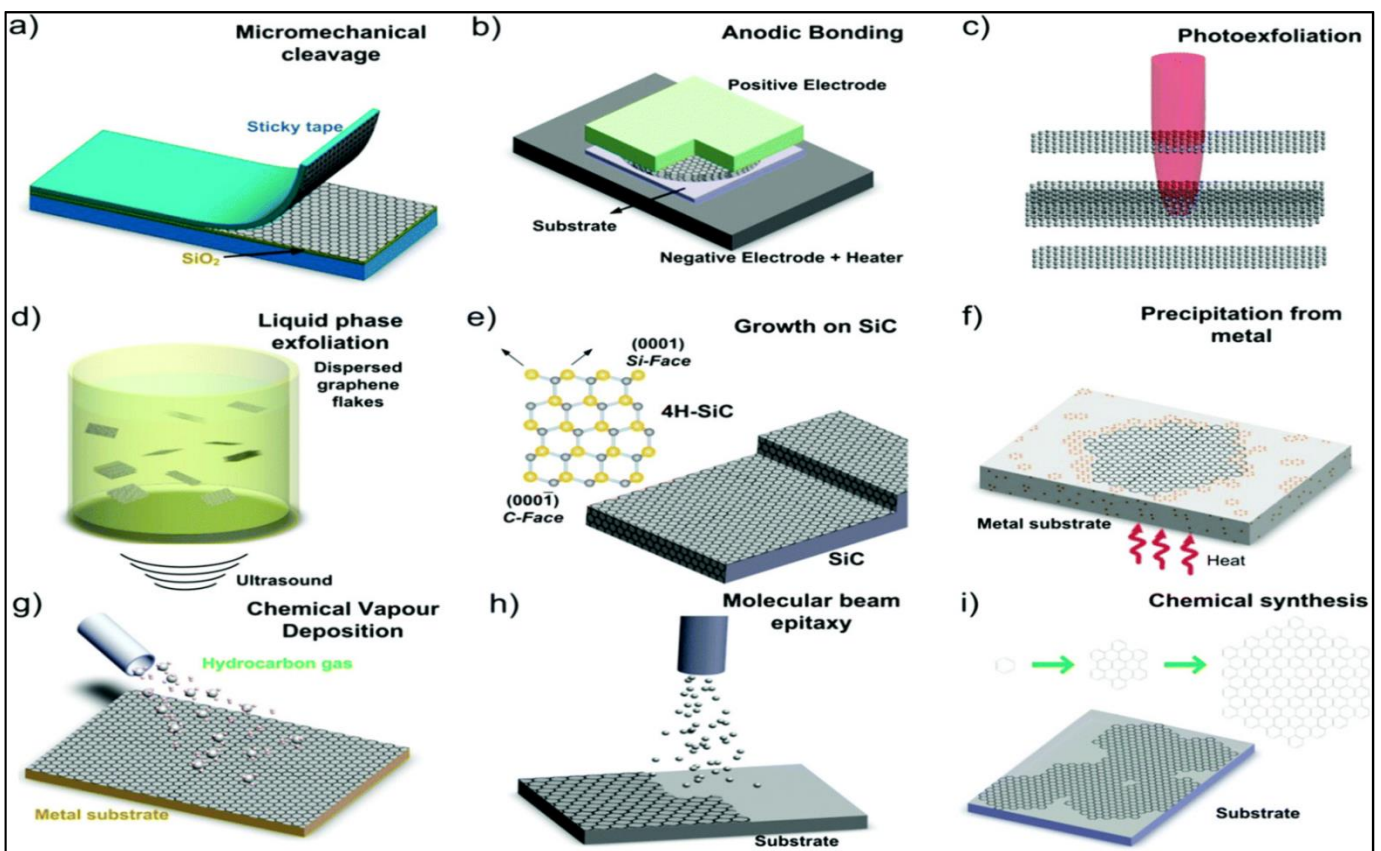 a)
Micromechanical
cleavage
Sticky tape
SiO₂
b)
Anodic Bonding
Positive Electrode
Substrate
Negative Electrode + Heater
c)
Photoexfoliation
d)
Liquid phase
exfoliation
Dispersed
graphene
flakes
Ultrasound
e)
Growth on SiC
(0001)
Si-Face
4H-SiC
(0001̄)
C-Face
SiC
f)
Precipitation from
metal
Metal substrate
Heat
g)
Chemical Vapour
Deposition
Hydrocarbon gas
Metal substrate
h)
Molecular beam
epitaxy
Substrate
i)
Chemical synthesis
Substrate